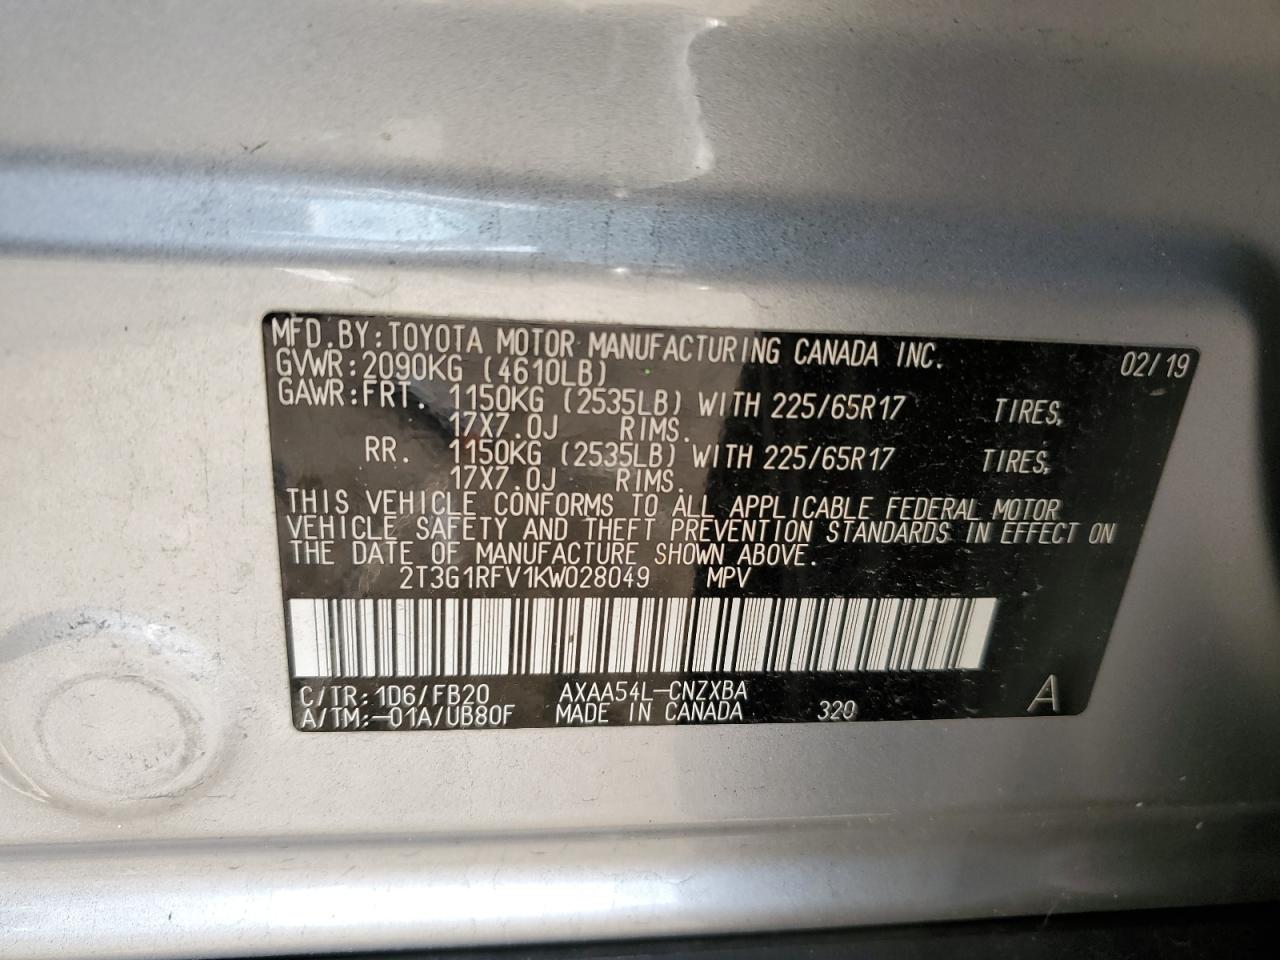 MFD.BY:TOYOTA MOTOR MANUFACTURING CANADA INC. 02/19
GVWR:2090KG (4610LB)
GAWR:FRT. 1150KG (2535LB) WITH 225/65R17 TIRES,
17X7.0J RIMS.
RR. 1150KG (2535LB) WITH 225/65R17 TIRES,
17X7.0J RIMS.
THIS VEHICLE CONFORMS TO ALL APPLICABLE FEDERAL MOTOR
VEHICLE SAFETY AND THEFT PREVENTION STANDARDS IN EFFECT ON
THE DATE OF MANUFACTURE SHOWN ABOVE.
2T3G1RFV1KW028049 MPV
C/TR: 1D6/FB20 AXAA54L-CNZXBA A
A/TM:-01A/UB80F MADE IN CANADA 320